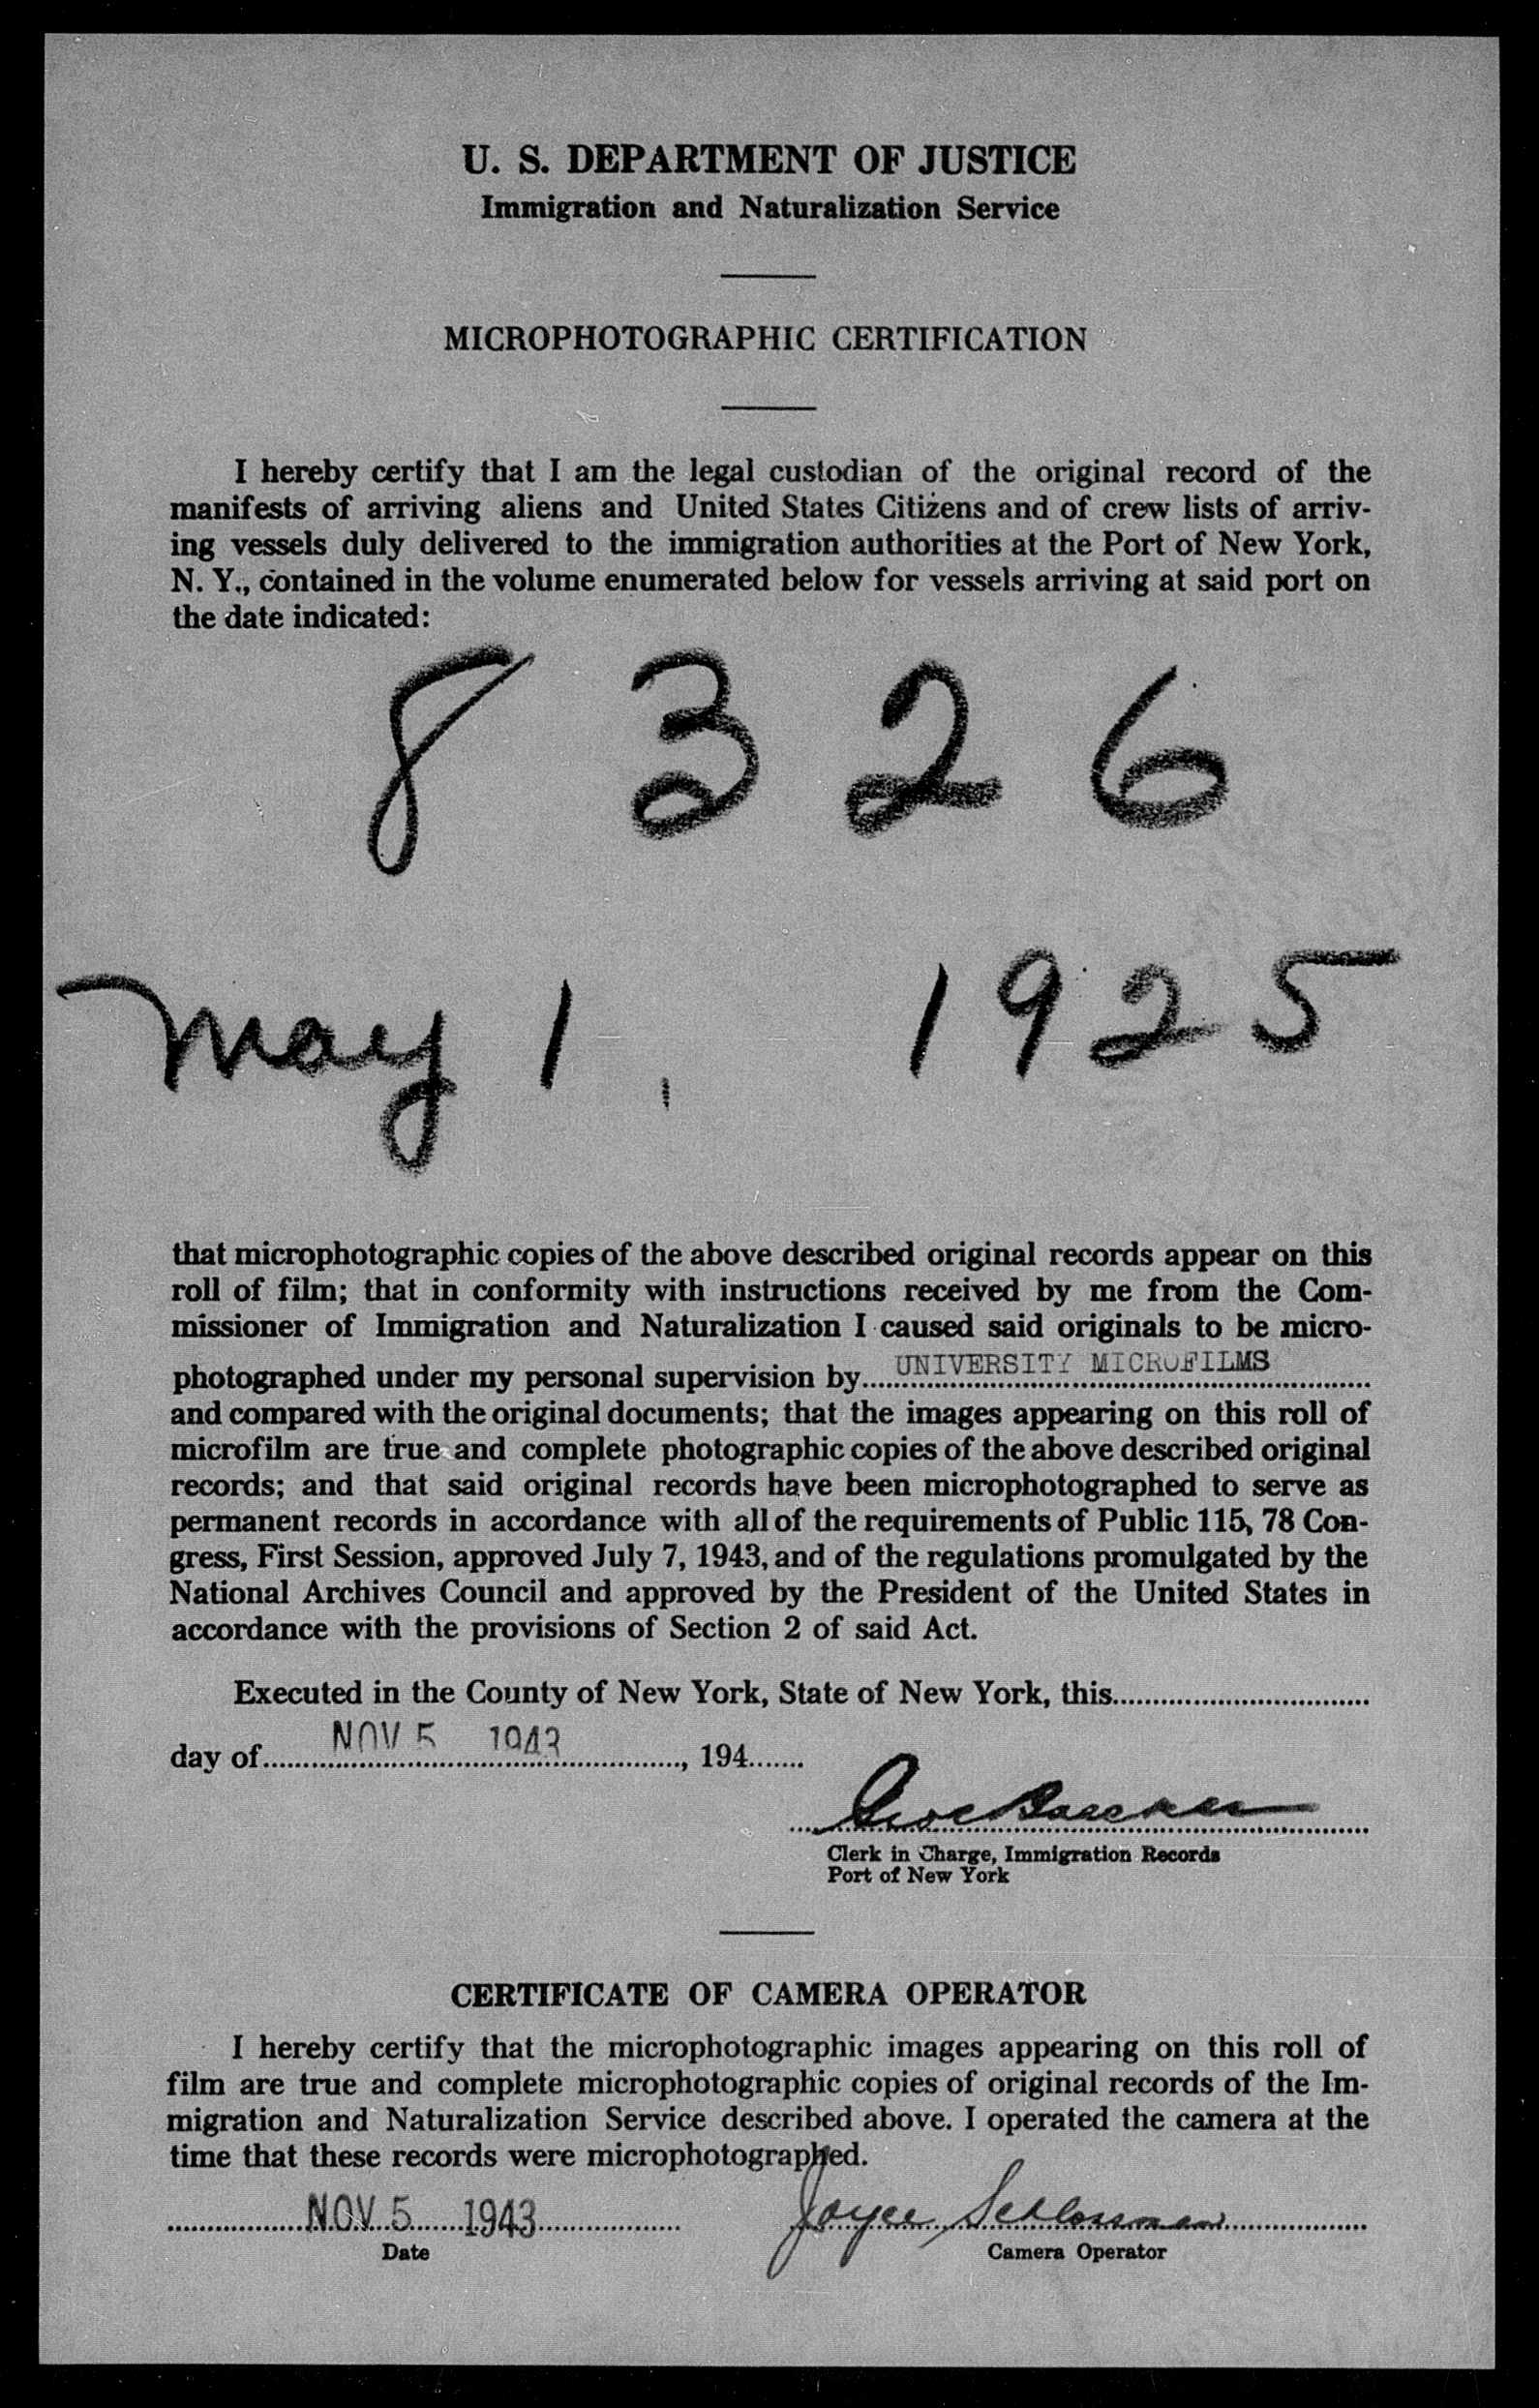 U. S. DEPARTMENT OF JUSTICE
Immigration and Naturalization Service
MICROPHOTOGRAPHIC CERTIFICATION
I hereby certify that I am the legal custodian of the original record of the
manifests of arriving aliens and United States Citizens and of crew lists of arriv-
ing vessels duly delivered to the immigration authorities at the Port of New York,
N. Y., contained in the volume enumerated below for vessels arriving at said port on
the date indicated:
8 3 2 6
May 1, 1925
that microphotographic copies of the above described original records appear on this
roll of film; that in conformity with instructions received by me from the Com-
missioner of Immigration and Naturalization I caused said originals to be micro-
photographed under my personal supervision by UNIVERSITY MICROFILMS
and compared with the original documents; that the images appearing on this roll of
microfilm are true and complete photographic copies of the above described original
records; and that said original records have been microphotographed to serve as
permanent records in accordance with all of the requirements of Public 115, 78 Con-
gress, First Session, approved July 7, 1943, and of the regulations promulgated by the
National Archives Council and approved by the President of the United States in
accordance with the provisions of Section 2 of said Act.
Executed in the County of New York, State of New York, this
day of NOV 5 1943, 194
Clerk in Charge, Immigration Records
Port of New York
CERTIFICATE OF CAMERA OPERATOR
I hereby certify that the microphotographic images appearing on this roll of
film are true and complete microphotographic copies of original records of the Im-
migration and Naturalization Service described above. I operated the camera at the
time that these records were microphotographed.
NOV 5 1943 Joyce Schlossman
Date Camera Operator